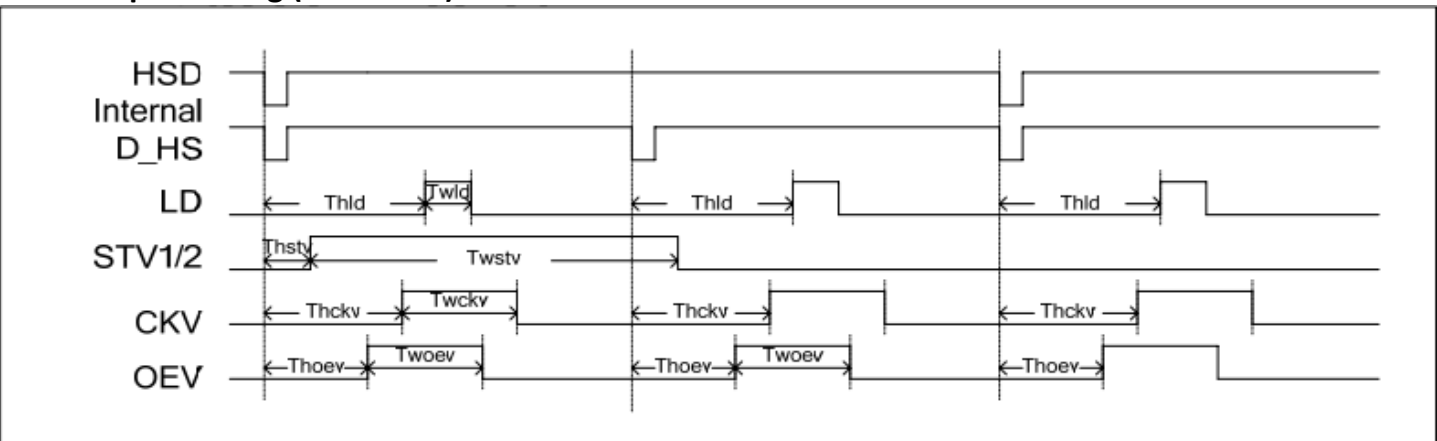 HSD
Internal
D_HS
LD Thld Twld Thld Thld
STV1/2 Thstv Twstv
CKV Thckv Twckv Thckv Thckv
OEV Thoev Twoev Thoev Twoev Thoev